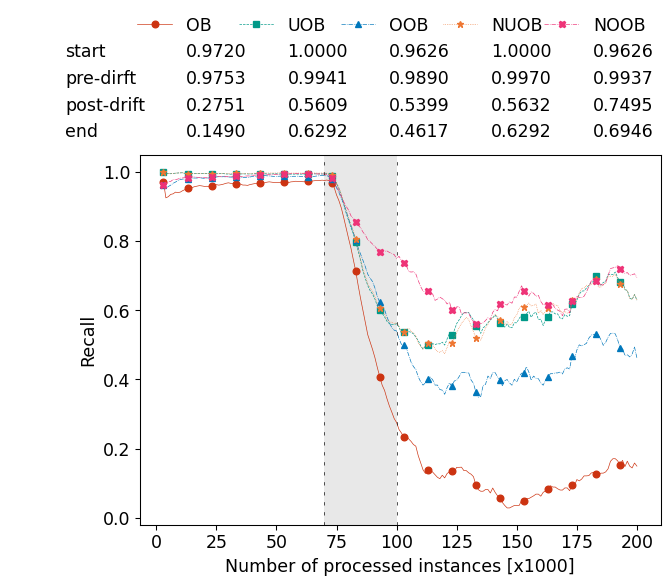 OB UOB OOB NUOB NOOB
start 0.9720 1.0000 0.9626 1.0000 0.9626
pre-dirft 0.9753 0.9941 0.9890 0.9970 0.9937
post-drift 0.2751 0.5609 0.5399 0.5632 0.7495
end 0.1490 0.6292 0.4617 0.6292 0.6946
1.0
0.8
0.6
0.4
0.2
0.0
Recall
0 25 50 75 100 125 150 175 200
Number of processed instances [x1000]